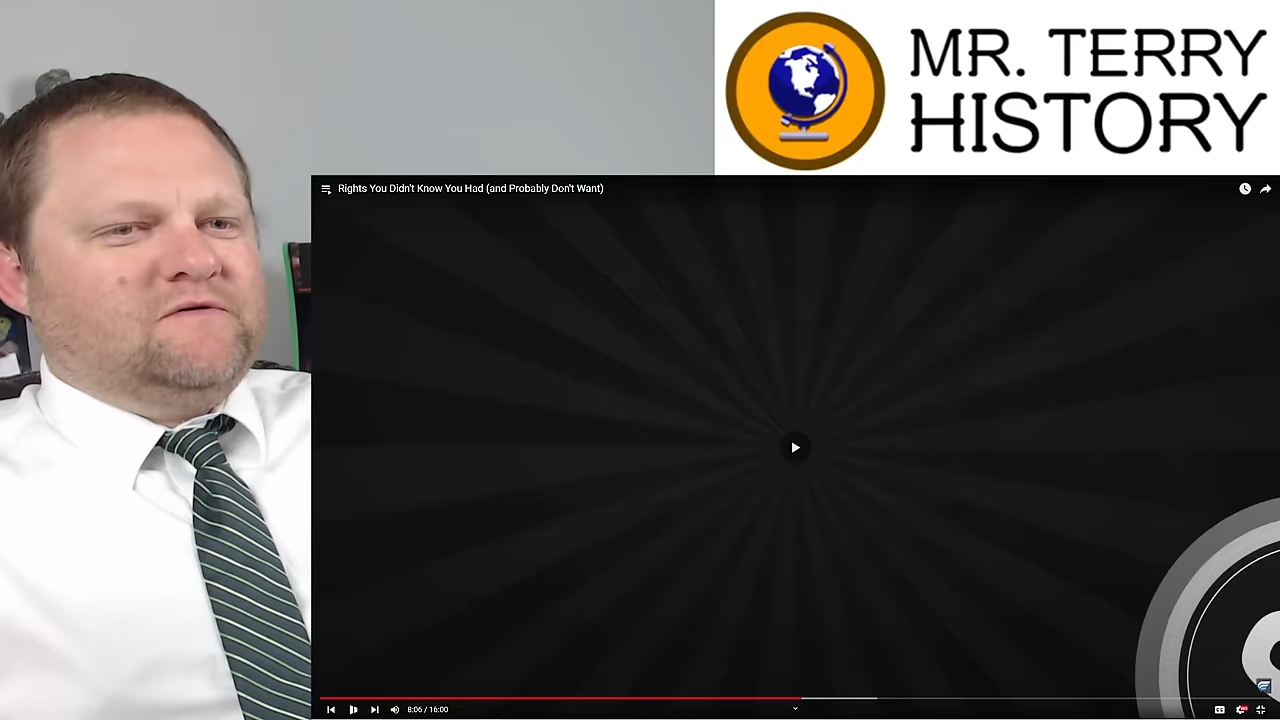 MR. TERRY
HISTORY
Rights You Didn't Know You Had (and Probably Don't Want)
8:06 / 16:00